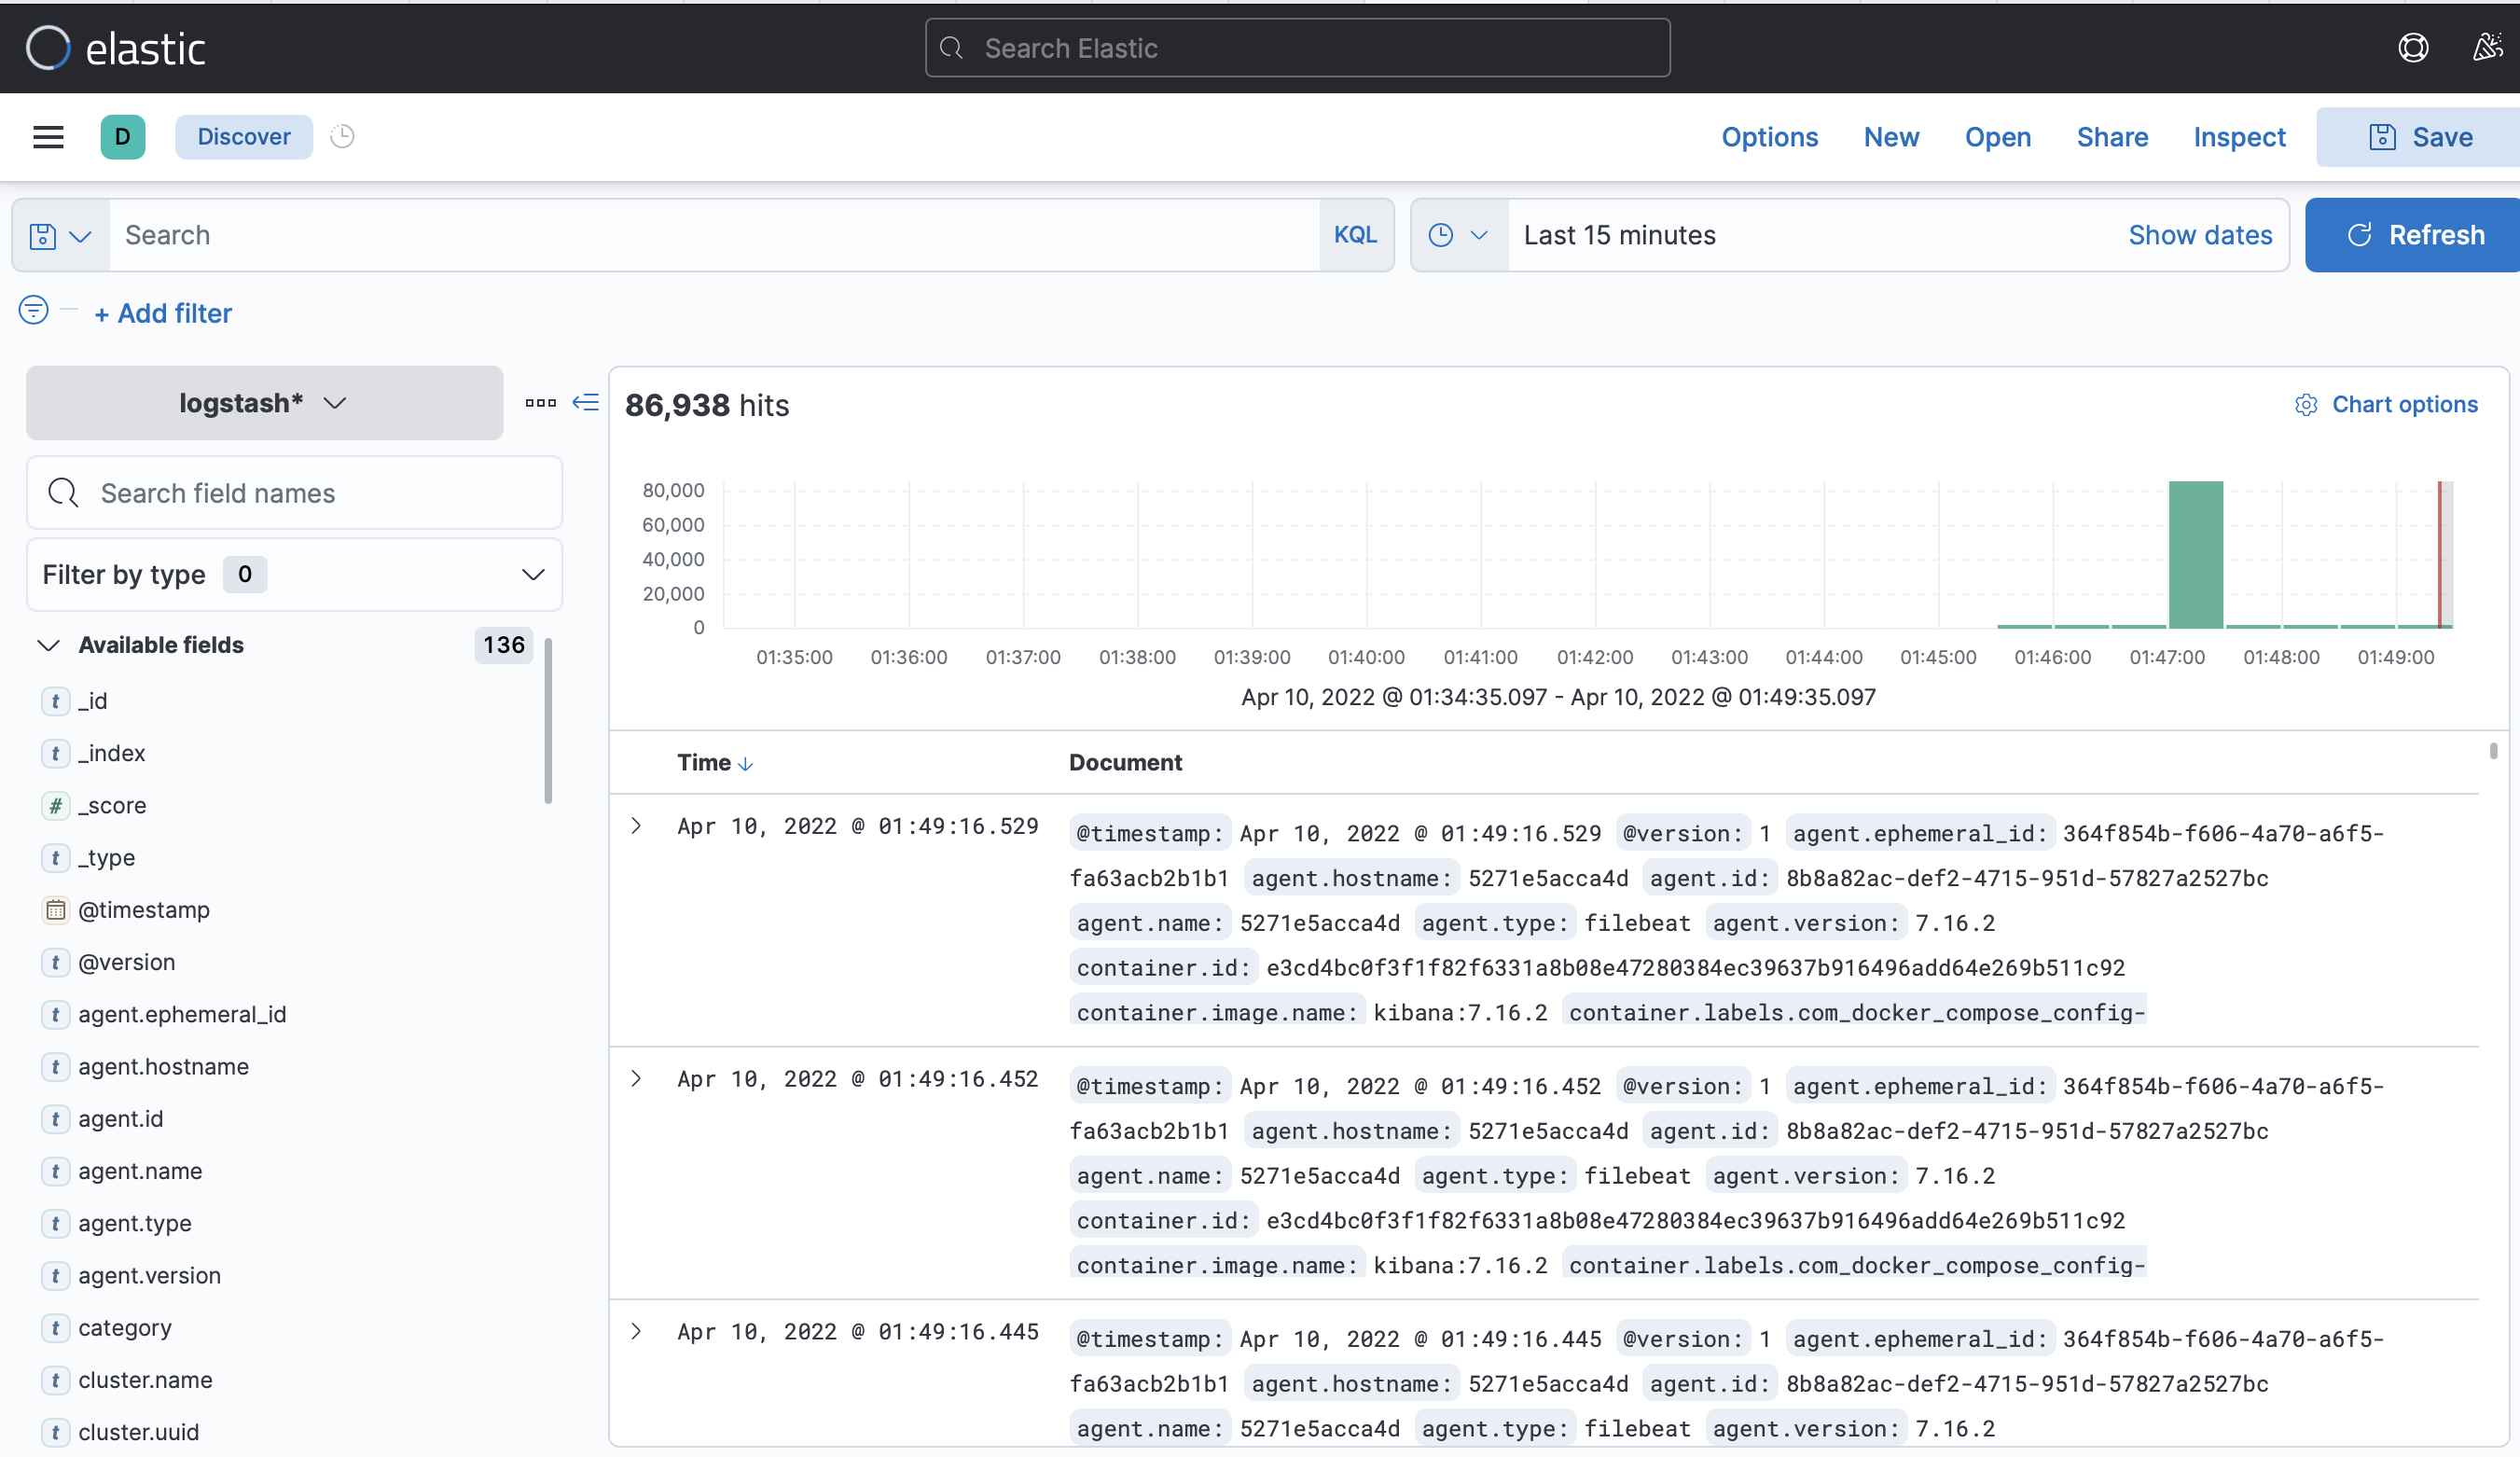 elastic
Search Elastic
D Discover
Options New Open Share Inspect Save
Search KQL
Last 15 minutes Show dates Refresh
+ Add filter
logstash*
Search field names
Filter by type 0
Available fields 136
t _id
t _index
# _score
t _type
@timestamp
t @version
t agent.ephemeral_id
t agent.hostname
t agent.id
t agent.name
t agent.type
t agent.version
t category
t cluster.name
t cluster.uuid
86,938 hits
Chart options
80,000
60,000
40,000
20,000
0
01:35:00 01:36:00 01:37:00 01:38:00 01:39:00 01:40:00 01:41:00 01:42:00 01:43:00 01:44:00 01:45:00 01:46:00 01:47:00 01:48:00 01:49:00
Apr 10, 2022 @ 01:34:35.097 - Apr 10, 2022 @ 01:49:35.097
Time Document
Apr 10, 2022 @ 01:49:16.529 @timestamp: Apr 10, 2022 @ 01:49:16.529 @version: 1 agent.ephemeral_id: 364f854b-f606-4a70-a6f5-
fa63acb2b1b1 agent.hostname: 5271e5acca4d agent.id: 8b8a82ac-def2-4715-951d-57827a2527bc
agent.name: 5271e5acca4d agent.type: filebeat agent.version: 7.16.2
container.id: e3cd4bc0f3f1f82f6331a8b08e47280384ec39637b916496add64e269b511c92
container.image.name: kibana:7.16.2 container.labels.com_docker_compose_config-
Apr 10, 2022 @ 01:49:16.452 @timestamp: Apr 10, 2022 @ 01:49:16.452 @version: 1 agent.ephemeral_id: 364f854b-f606-4a70-a6f5-
fa63acb2b1b1 agent.hostname: 5271e5acca4d agent.id: 8b8a82ac-def2-4715-951d-57827a2527bc
agent.name: 5271e5acca4d agent.type: filebeat agent.version: 7.16.2
container.id: e3cd4bc0f3f1f82f6331a8b08e47280384ec39637b916496add64e269b511c92
container.image.name: kibana:7.16.2 container.labels.com_docker_compose_config-
Apr 10, 2022 @ 01:49:16.445 @timestamp: Apr 10, 2022 @ 01:49:16.445 @version: 1 agent.ephemeral_id: 364f854b-f606-4a70-a6f5-
fa63acb2b1b1 agent.hostname: 5271e5acca4d agent.id: 8b8a82ac-def2-4715-951d-57827a2527bc
agent.name: 5271e5acca4d agent.type: filebeat agent.version: 7.16.2